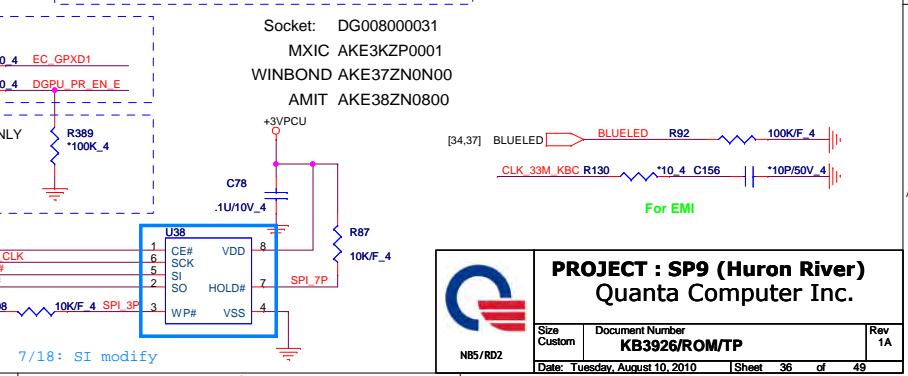 Socket: DG008000031
MXIC AKE3KZP0001
WINBOND AKE37ZN0N00
AMIT AKE38ZN0800
0_4 EC_GPXD1
0_4 DGPU_PR_EN_E
NLY
R389
*100K_4
+3VPCU
C78
.1U/10V_4
R87
10K/F_4
[34,37] BLUELED BLUELED R92 100K/F_4
CLK_33M_KBC R130 *10_4 C156 *10P/50V_4
For EMI
U38
1 CE# VDD 8
_CLK 6 SCK
5 SI
2 SO HOLD# 7 SPI_7P
10K/F_4 SPI_3P 3 WP# VSS 4
7/18: SI modify
NB5/RD2
PROJECT : SP9 (Huron River)
Quanta Computer Inc.
Size Document Number Rev
Custom KB3926/ROM/TP 1A
Date: Tuesday, August 10, 2010 Sheet 36 of 49